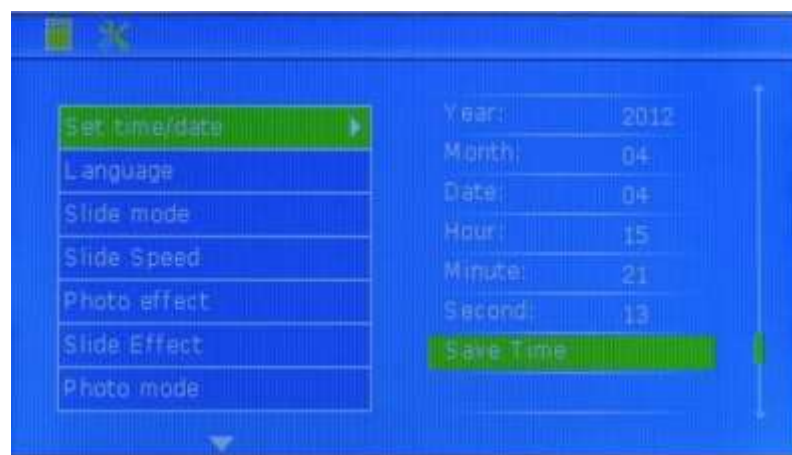 Set time/date
Language
Slide mode
Slide Speed
Photo effect
Slide Effect
Photo mode
Year: 2012
Month: 04
Date: 04
Hour: 15
Minute: 21
Second: 13
Save Time